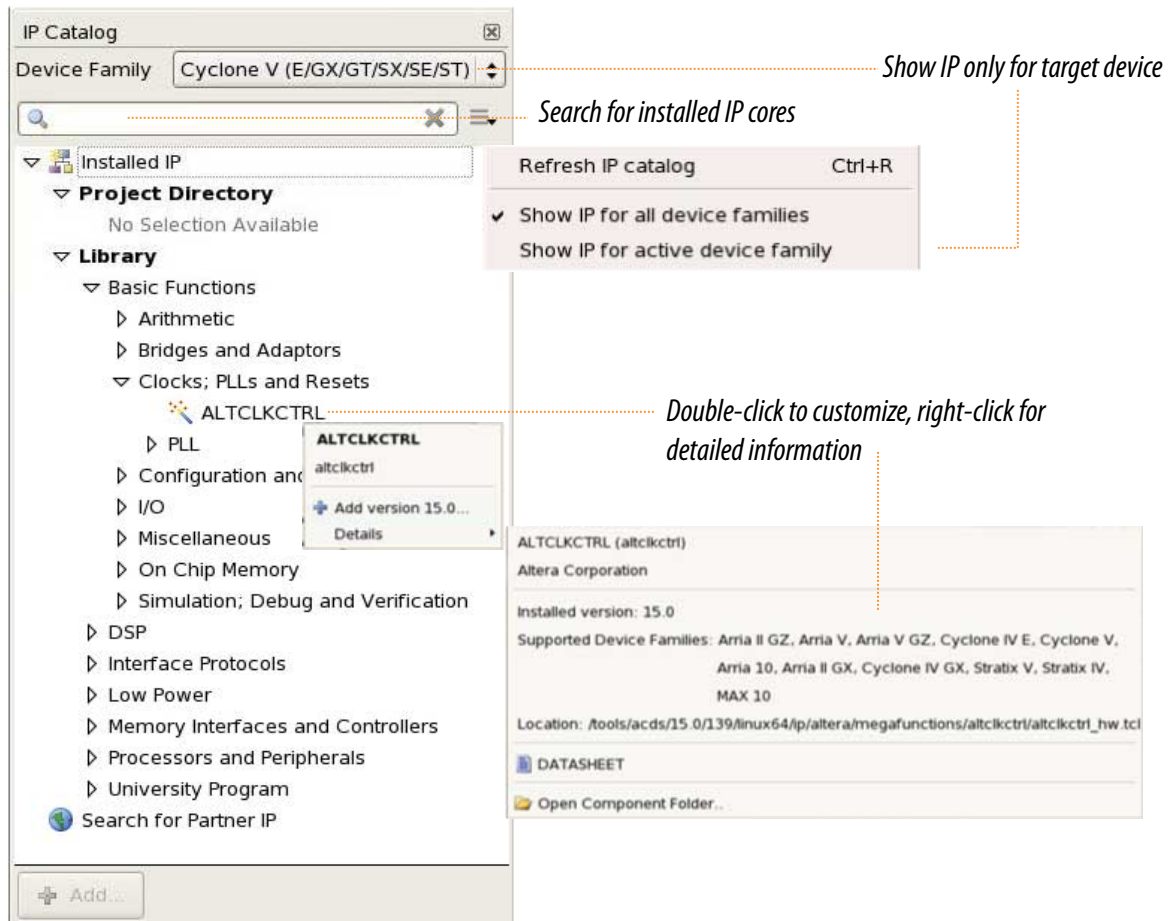 IP Catalog
Device Family Cyclone V (E/GX/GT/SX/SE/ST)
Show IP only for target device
Search for installed IP cores
Installed IP
Project Directory
No Selection Available
Library
Basic Functions
Arithmetic
Bridges and Adaptors
Clocks; PLLs and Resets
ALTCLKCTRL
PLL
Configuration and
I/O
Miscellaneous
On Chip Memory
Simulation; Debug and Verification
DSP
Interface Protocols
Low Power
Memory Interfaces and Controllers
Processors and Peripherals
University Program
Search for Partner IP
Add...
Refresh IP catalog Ctrl+R
Show IP for all device families
Show IP for active device family
Double-click to customize, right-click for
detailed information
ALTCLKCTRL
altclkctrl
Add version 15.0...
Details
ALTCLKCTRL (altclkctrl)
Altera Corporation
Installed version: 15.0
Supported Device Families: Arria II GZ, Arria V, Arria V GZ, Cyclone IV E, Cyclone V,
Arria 10, Arria II GX, Cyclone IV GX, Stratix V, Stratix IV,
MAX 10
Location: /tools/acds/15.0/139/linux64/ip/altera/megafunctions/altclkctrl/altclkctrl_hw.tcl
DATASHEET
Open Component Folder..